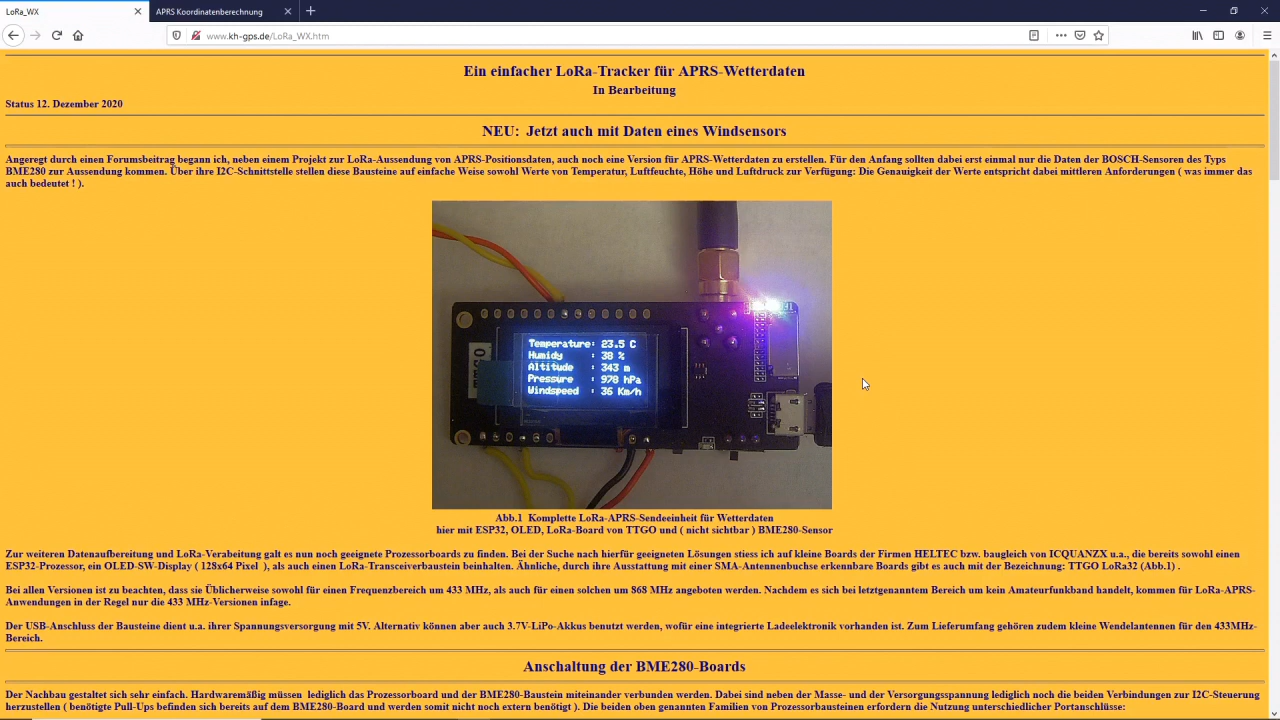 LoRa_WX
APRS Koordinatenberechnung
www.kh-gps.de/LoRa_WX.htm
Ein einfacher LoRa-Tracker für APRS-Wetterdaten
In Bearbeitung
Status 12. Dezember 2020
NEU: Jetzt auch mit Daten eines Windsensors
Angeregt durch einen Forumsbeitrag begann ich, neben einem Projekt zur LoRa-Aussendung von APRS-Positionsdaten, auch noch eine Version für APRS-Wetterdaten zu erstellen. Für den Anfang sollten dabei erst einmal nur die Daten der BOSCH-Sensoren des Typs
BME280 zur Aussendung kommen. Über ihre I2C-Schnittstelle stellen diese Bausteine auf einfache Weise sowohl Werte von Temperatur, Luftfeuchte, Höhe und Luftdruck zur Verfügung: Die Genauigkeit der Werte entspricht dabei mittleren Anforderungen ( was immer das
auch bedeutet ! ).
Temperature: 23.5 C
Humidy : 38 %
Altitude : 343 m
Pressure : 978 hPa
Windspeed : 36 Km/h
Abb.1 Komplette LoRa-APRS-Sendeeinheit für Wetterdaten
hier mit ESP32, OLED, LoRa-Board von TTGO und ( nicht sichtbar ) BME280-Sensor
Zur weiteren Datenaufbereitung und LoRa-Verabeitung galt es nun noch geeignete Prozessorboards zu finden. Bei der Suche nach hierfür geeigneten Lösungen stiess ich auf kleine Boards der Firmen HELTEC bzw. baugleich von ICQUANZX u.a., die bereits sowohl einen
ESP32-Prozessor, ein OLED-SW-Display ( 128x64 Pixel ), als auch einen LoRa-Transceiverbaustein beinhalten. Ähnliche, durch ihre Ausstattung mit einer SMA-Antennenbuchse erkennbare Boards gibt es auch mit der Bezeichnung: TTGO LoRa32 (Abb.1) .
Bei allen Versionen ist zu beachten, dass sie Üblicherweise sowohl für einen Frequenzbereich um 433 MHz, als auch für einen solchen um 868 MHz angeboten werden. Nachdem es sich bei letztgenanntem Bereich um kein Amateurfunkband handelt, kommen für LoRa-APRS-
Anwendungen in der Regel nur die 433 MHz-Versionen infage.
Der USB-Anschluss der Bausteine dient u.a. ihrer Spannungsversorgung mit 5V. Alternativ können aber auch 3.7V-LiPo-Akkus benutzt werden, wofür eine integrierte Ladeelektronik vorhanden ist. Zum Lieferumfang gehören zudem kleine Wendelantennen für den 433MHz-
Bereich.
Anschaltung der BME280-Boards
Der Nachbau gestaltet sich sehr einfach. Hardwaremäßig müssen lediglich das Prozessorboard und der BME280-Baustein miteinander verbunden werden. Dabei sind neben der Masse- und der Versorgungsspannung lediglich noch die beiden Verbindungen zur I2C-Steuerung
herzustellen ( benötigte Pull-Ups befinden sich bereits auf dem BME280-Board und werden somit nicht noch extern benötigt ). Die beiden oben genannten Familien von Prozessorbausteinen erfordern die Nutzung unterschiedlicher Portanschlüsse: